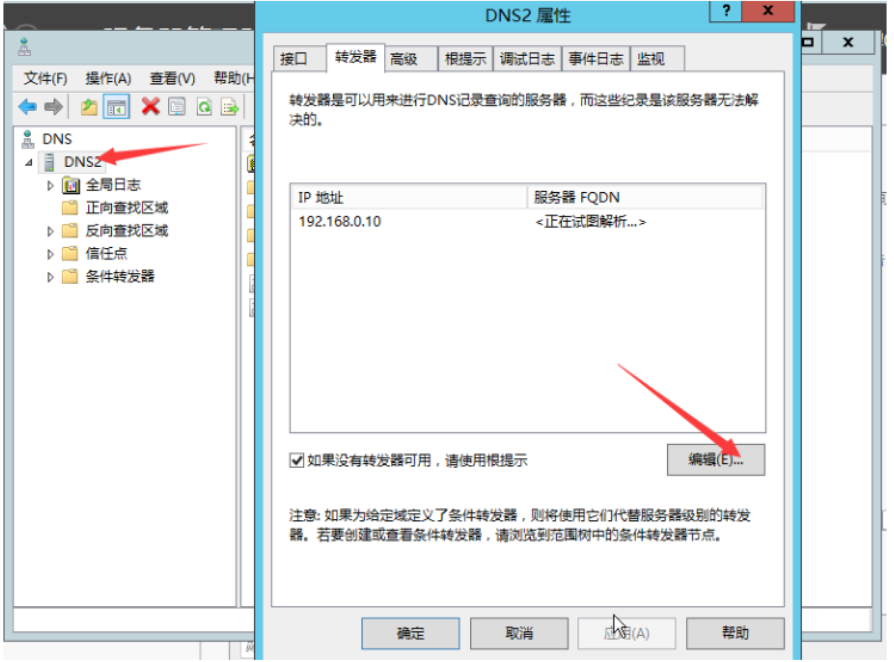 DNS2 属性
?
x
文件(F) 操作(A) 查看(V) 帮助(H
DNS
DNS2
全局日志
正向查找区域
反向查找区域
信任点
条件转发器
接口 转发器 高级 根提示 调试日志 事件日志 监视
转发器是可以用来进行DNS记录查询的服务器，而这些纪录是该服务器无法解
决的。
IP 地址 服务器 FQDN
192.168.0.10 <正在试图解析...>
如果没有转发器可用，请使用根提示
编辑(E)...
注意: 如果为给定域定义了条件转发器，则将使用它们代替服务器级别的转发
器。若要创建或查看条件转发器，请浏览到范围树中的条件转发器节点。
确定 取消 应用(A) 帮助